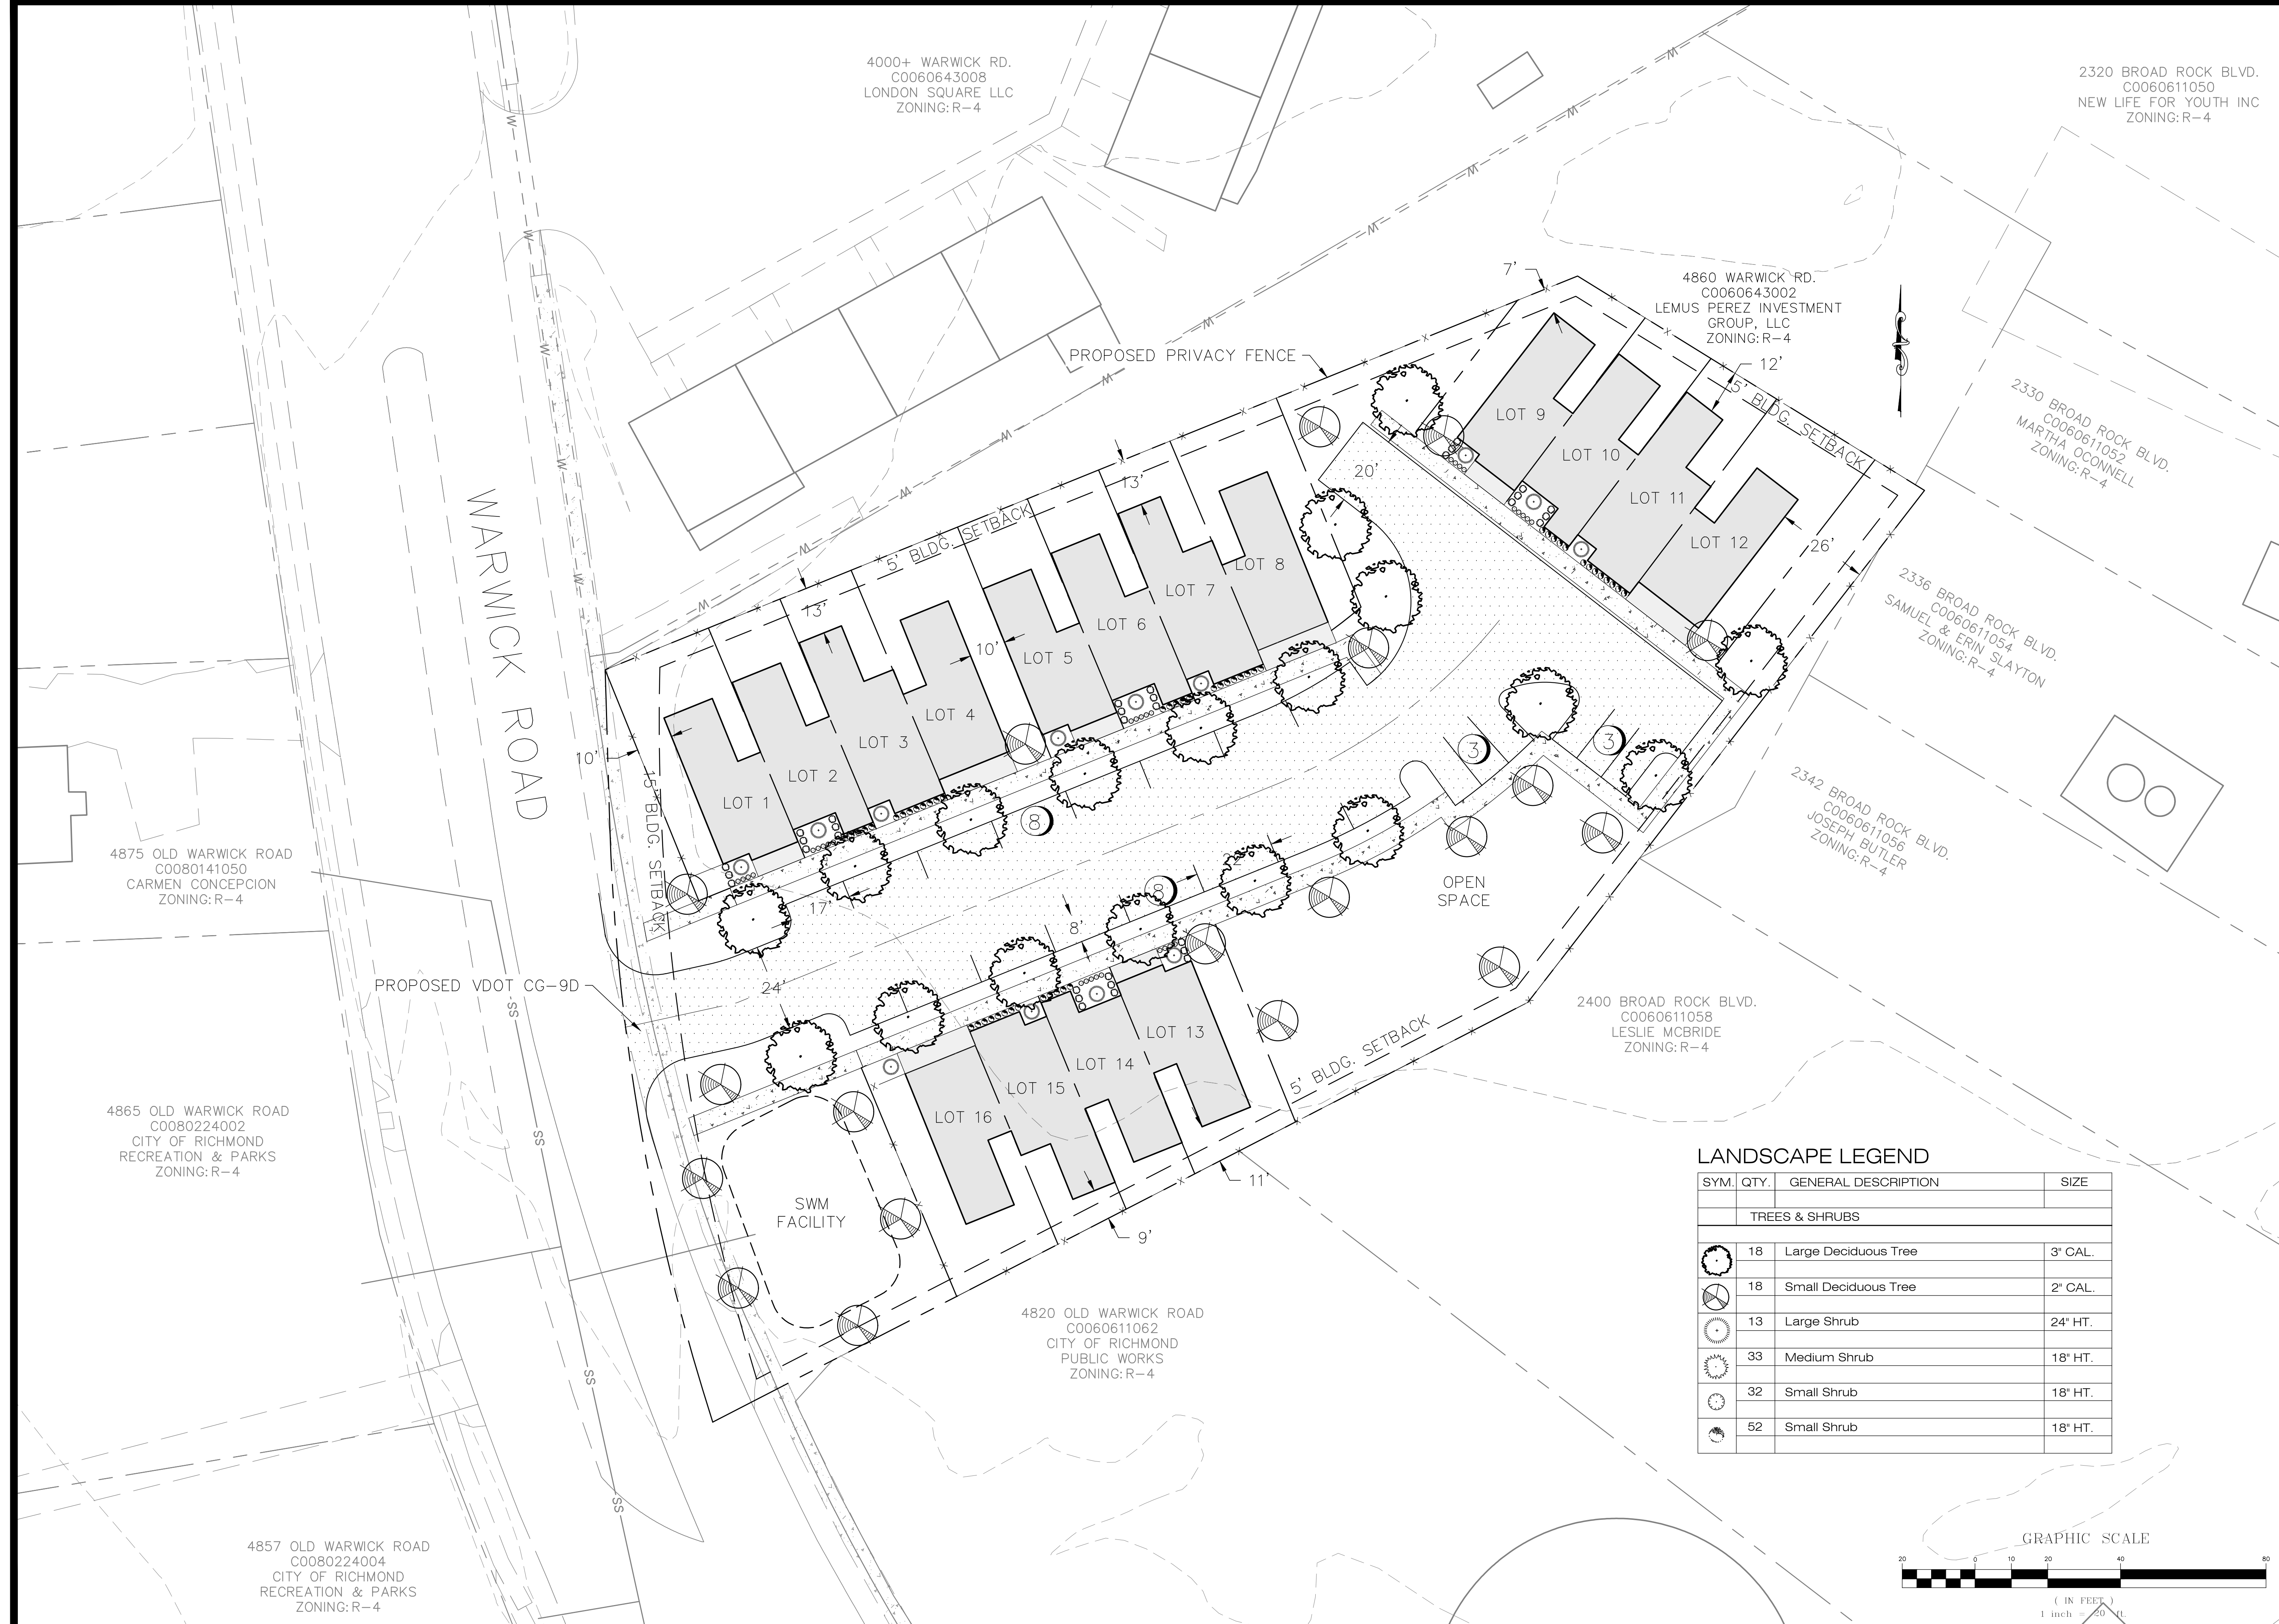 4000+ WARWICK RD.
C0060643008
LONDON SQUARE LLC
ZONING: R-4
2320 BROAD ROCK BLVD.
C0060611050
NEW LIFE FOR YOUTH INC
ZONING: R-4
4860 WARWICK RD.
C0060643002
LEMUS PEREZ INVESTMENT
GROUP, LLC
ZONING: R-4
7'
PROPOSED PRIVACY FENCE
12'
5' BLDG. SETBACK
2330 BROAD ROCK BLVD.
C0060611052
MARTHA OCONNELL
ZONING: R-4
LOT 9
LOT 10
LOT 11
LOT 12
20'
26'
13'
5' BLDG. SETBACK
13'
10'
LOT 8
LOT 7
LOT 6
LOT 5
LOT 4
LOT 3
LOT 2
LOT 1
WARWICK ROAD
10'
15' BLDG. SETBACK
2336 BROAD ROCK BLVD.
C0060611054
SAMUEL & ERIN SLAYTON
ZONING: R-4
3
3
8
8
2342 BROAD ROCK BLVD.
C0060611056
JOSEPH BUTLER
ZONING: R-4
4875 OLD WARWICK ROAD
C0080141050
CARMEN CONCEPCION
ZONING: R-4
OPEN
SPACE
17'
8'
24'
PROPOSED VDOT CG-9D
2400 BROAD ROCK BLVD.
C0060611058
LESLIE MCBRIDE
ZONING: R-4
LOT 13
LOT 14
LOT 15
LOT 16
5' BLDG. SETBACK
4865 OLD WARWICK ROAD
C0080224002
CITY OF RICHMOND
RECREATION & PARKS
ZONING: R-4
SWM
FACILITY
11'
9'
4820 OLD WARWICK ROAD
C0060611062
CITY OF RICHMOND
PUBLIC WORKS
ZONING: R-4
4857 OLD WARWICK ROAD
C0080224004
CITY OF RICHMOND
RECREATION & PARKS
ZONING: R-4
W
W
W
W
W
W
W
W
W
W
W
W
W
SS
SS
SS
SS
LANDSCAPE LEGEND
SYM. QTY. GENERAL DESCRIPTION SIZE
TREES & SHRUBS
18 Large Deciduous Tree 3" CAL.
18 Small Deciduous Tree 2" CAL.
13 Large Shrub 24" HT.
33 Medium Shrub 18" HT.
32 Small Shrub 18" HT.
52 Small Shrub 18" HT.
GRAPHIC SCALE
20 0 10 20 40 80
( IN FEET )
1 inch = 20 ft.